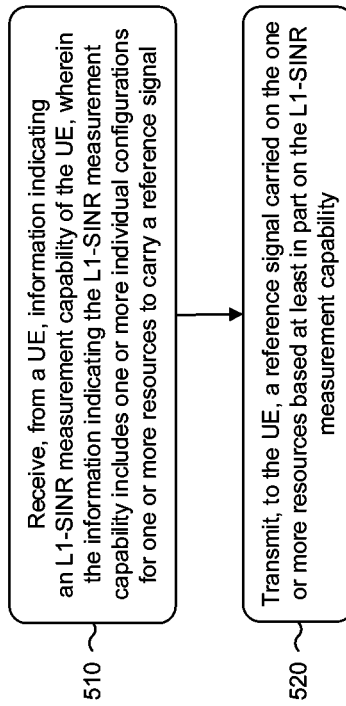 510
Receive, from a UE, information indicating
an L1-SINR measurement capability of the UE, wherein
the information indicating the L1-SINR measurement
capability includes one or more individual configurations
for one or more resources to carry a reference signal
520
Transmit, to the UE, a reference signal carried on the one
or more resources based at least in part on the L1-SINR
measurement capability